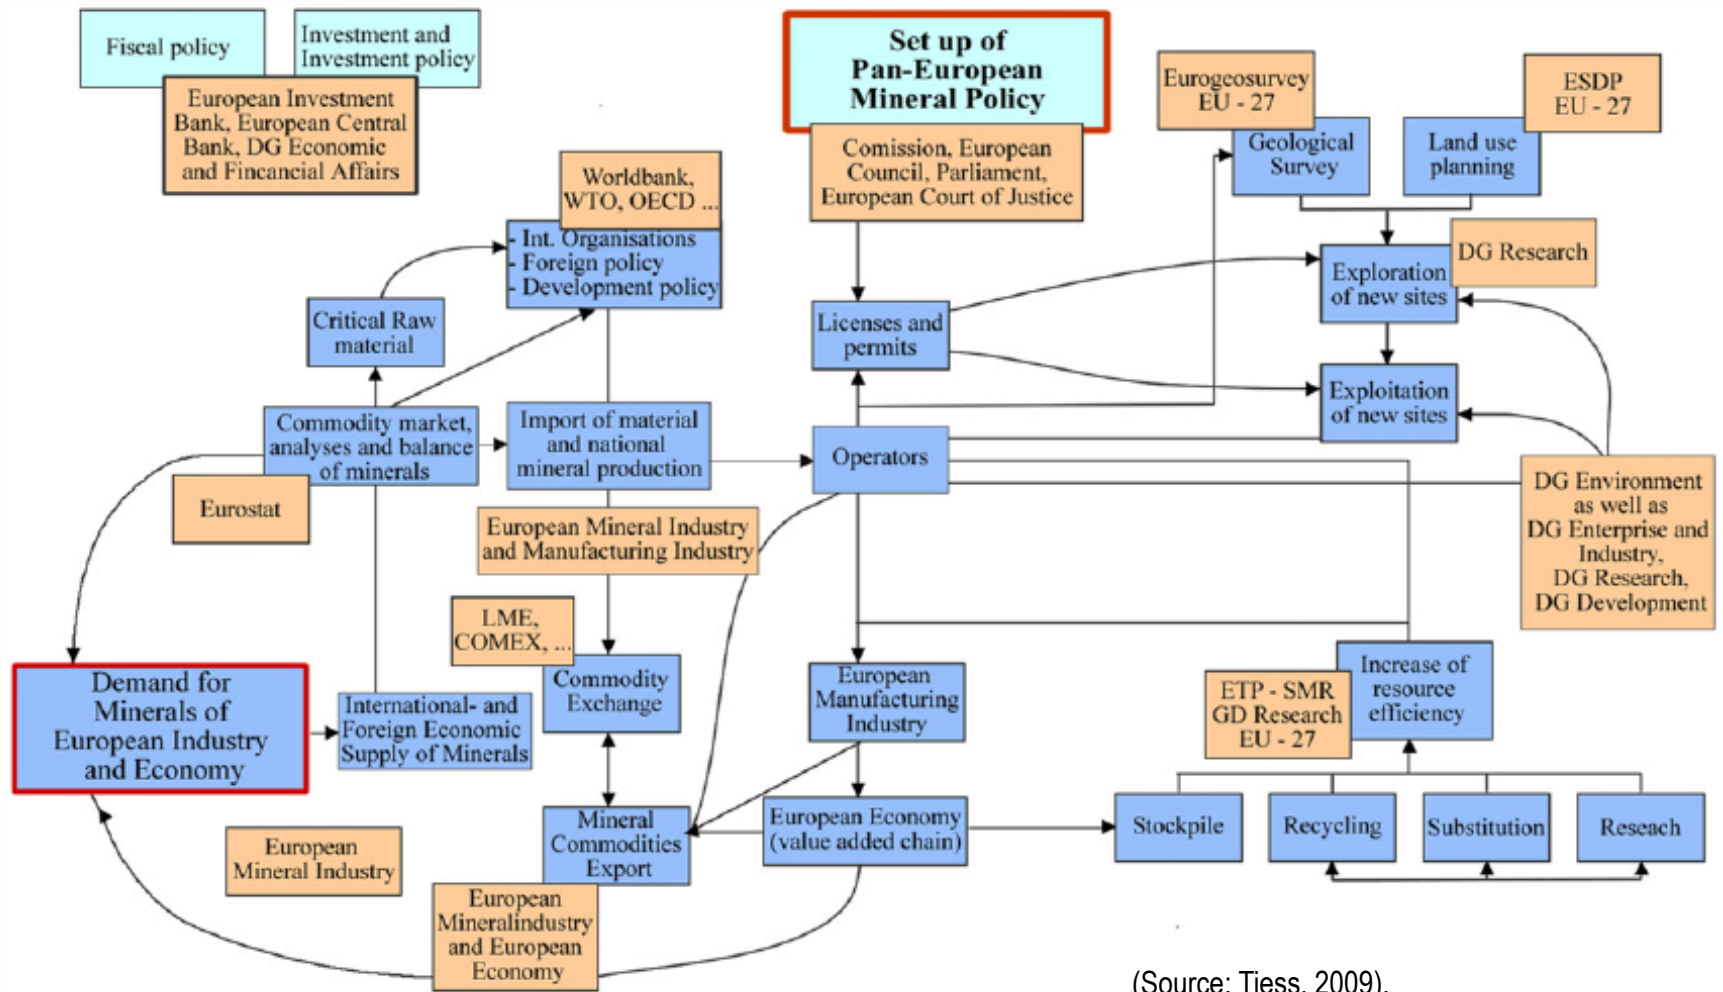 Fiscal policy
Investment and
Investment policy
European Investment
Bank, European Central
Bank, DG Economic
and Fincancial Affairs
Set up of
Pan-European
Mineral Policy
Comission, European
Council, Parliament,
European Court of Justice
Eurogeosurvey
EU - 27
ESDP
EU - 27
Geological
Survey
Land use
planning
Worldbank,
WTO, OECD ...
- Int. Organisations
- Foreign policy
- Development policy
DG Research
Exploration
of new sites
Critical Raw
material
Licenses and
permits
Exploitation
of new sites
Commodity market,
analyses and balance
of minerals
Import of material
and national
mineral production
Operators
Eurostat
European Mineral Industry
and Manufacturing Industry
DG Environment
as well as
DG Enterprise and
Industry,
DG Research,
DG Development
LME,
COMEX, ...
Commodity
Exchange
European
Manufacturing
Industry
ETP - SMR
GD Research
EU - 27
Increase of
resource
efficiency
Demand for
Minerals of
European Industry
and Economy
International- and
Foreign Economic
Supply of Minerals
Mineral
Commodities
Export
European Economy
(value added chain)
Stockpile
Recycling
Substitution
Reseach
European
Mineral Industry
European
Mineralindustry
and European
Economy
(Source: Tiess, 2009).